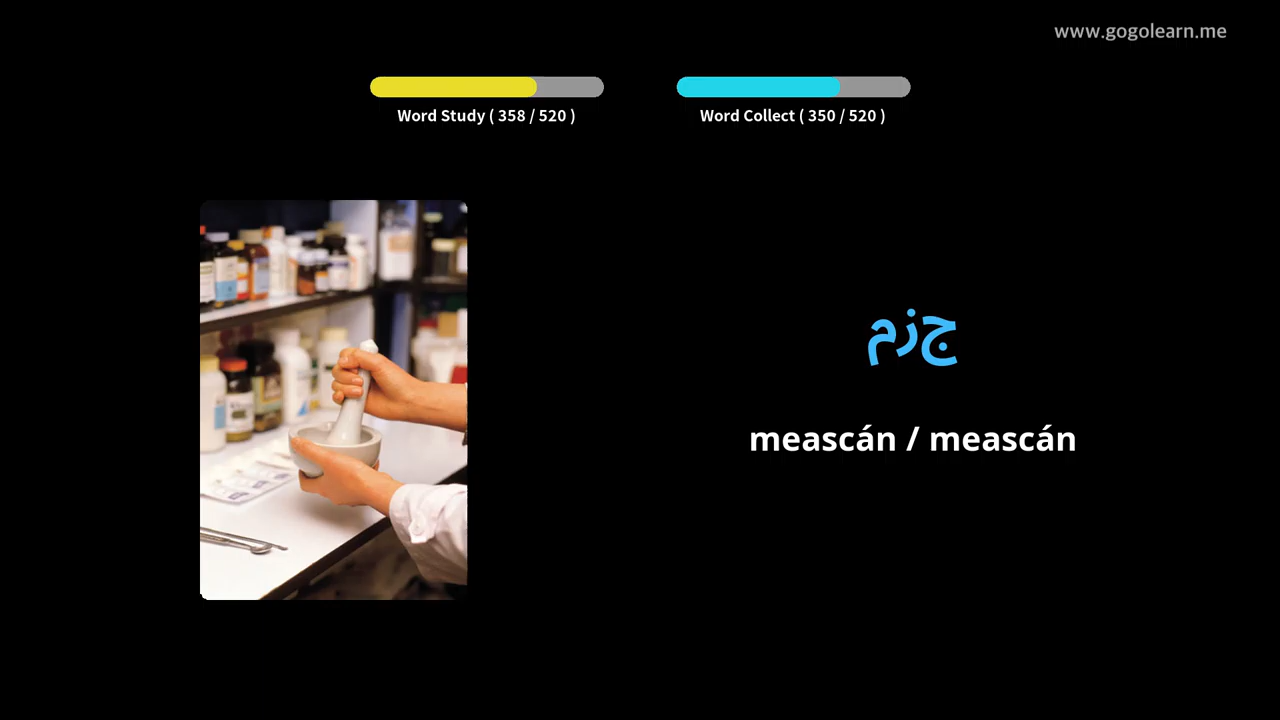 www.gogolearn.me
Word Study ( 358 / 520 )
Word Collect ( 350 / 520 )
جزم
meascán / meascán